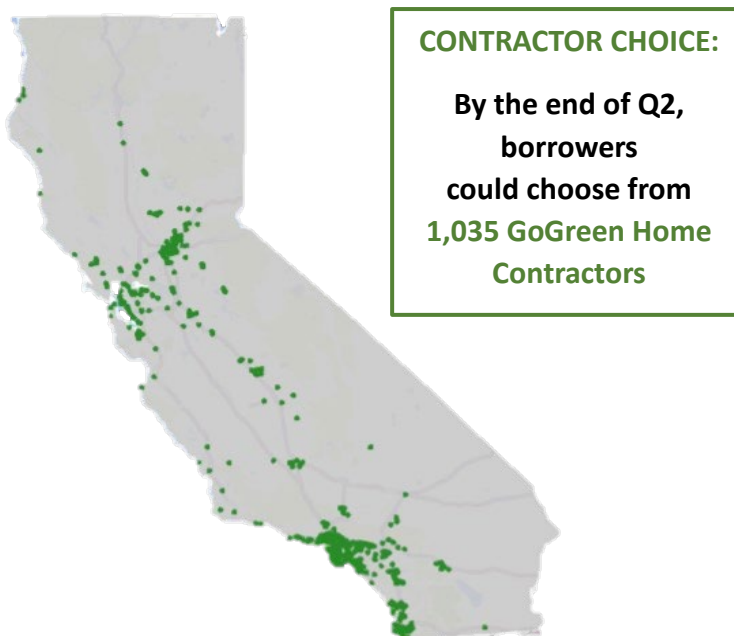 CONTRACTOR CHOICE:
By the end of Q2,
borrowers
could choose from
1,035 GoGreen Home
Contractors